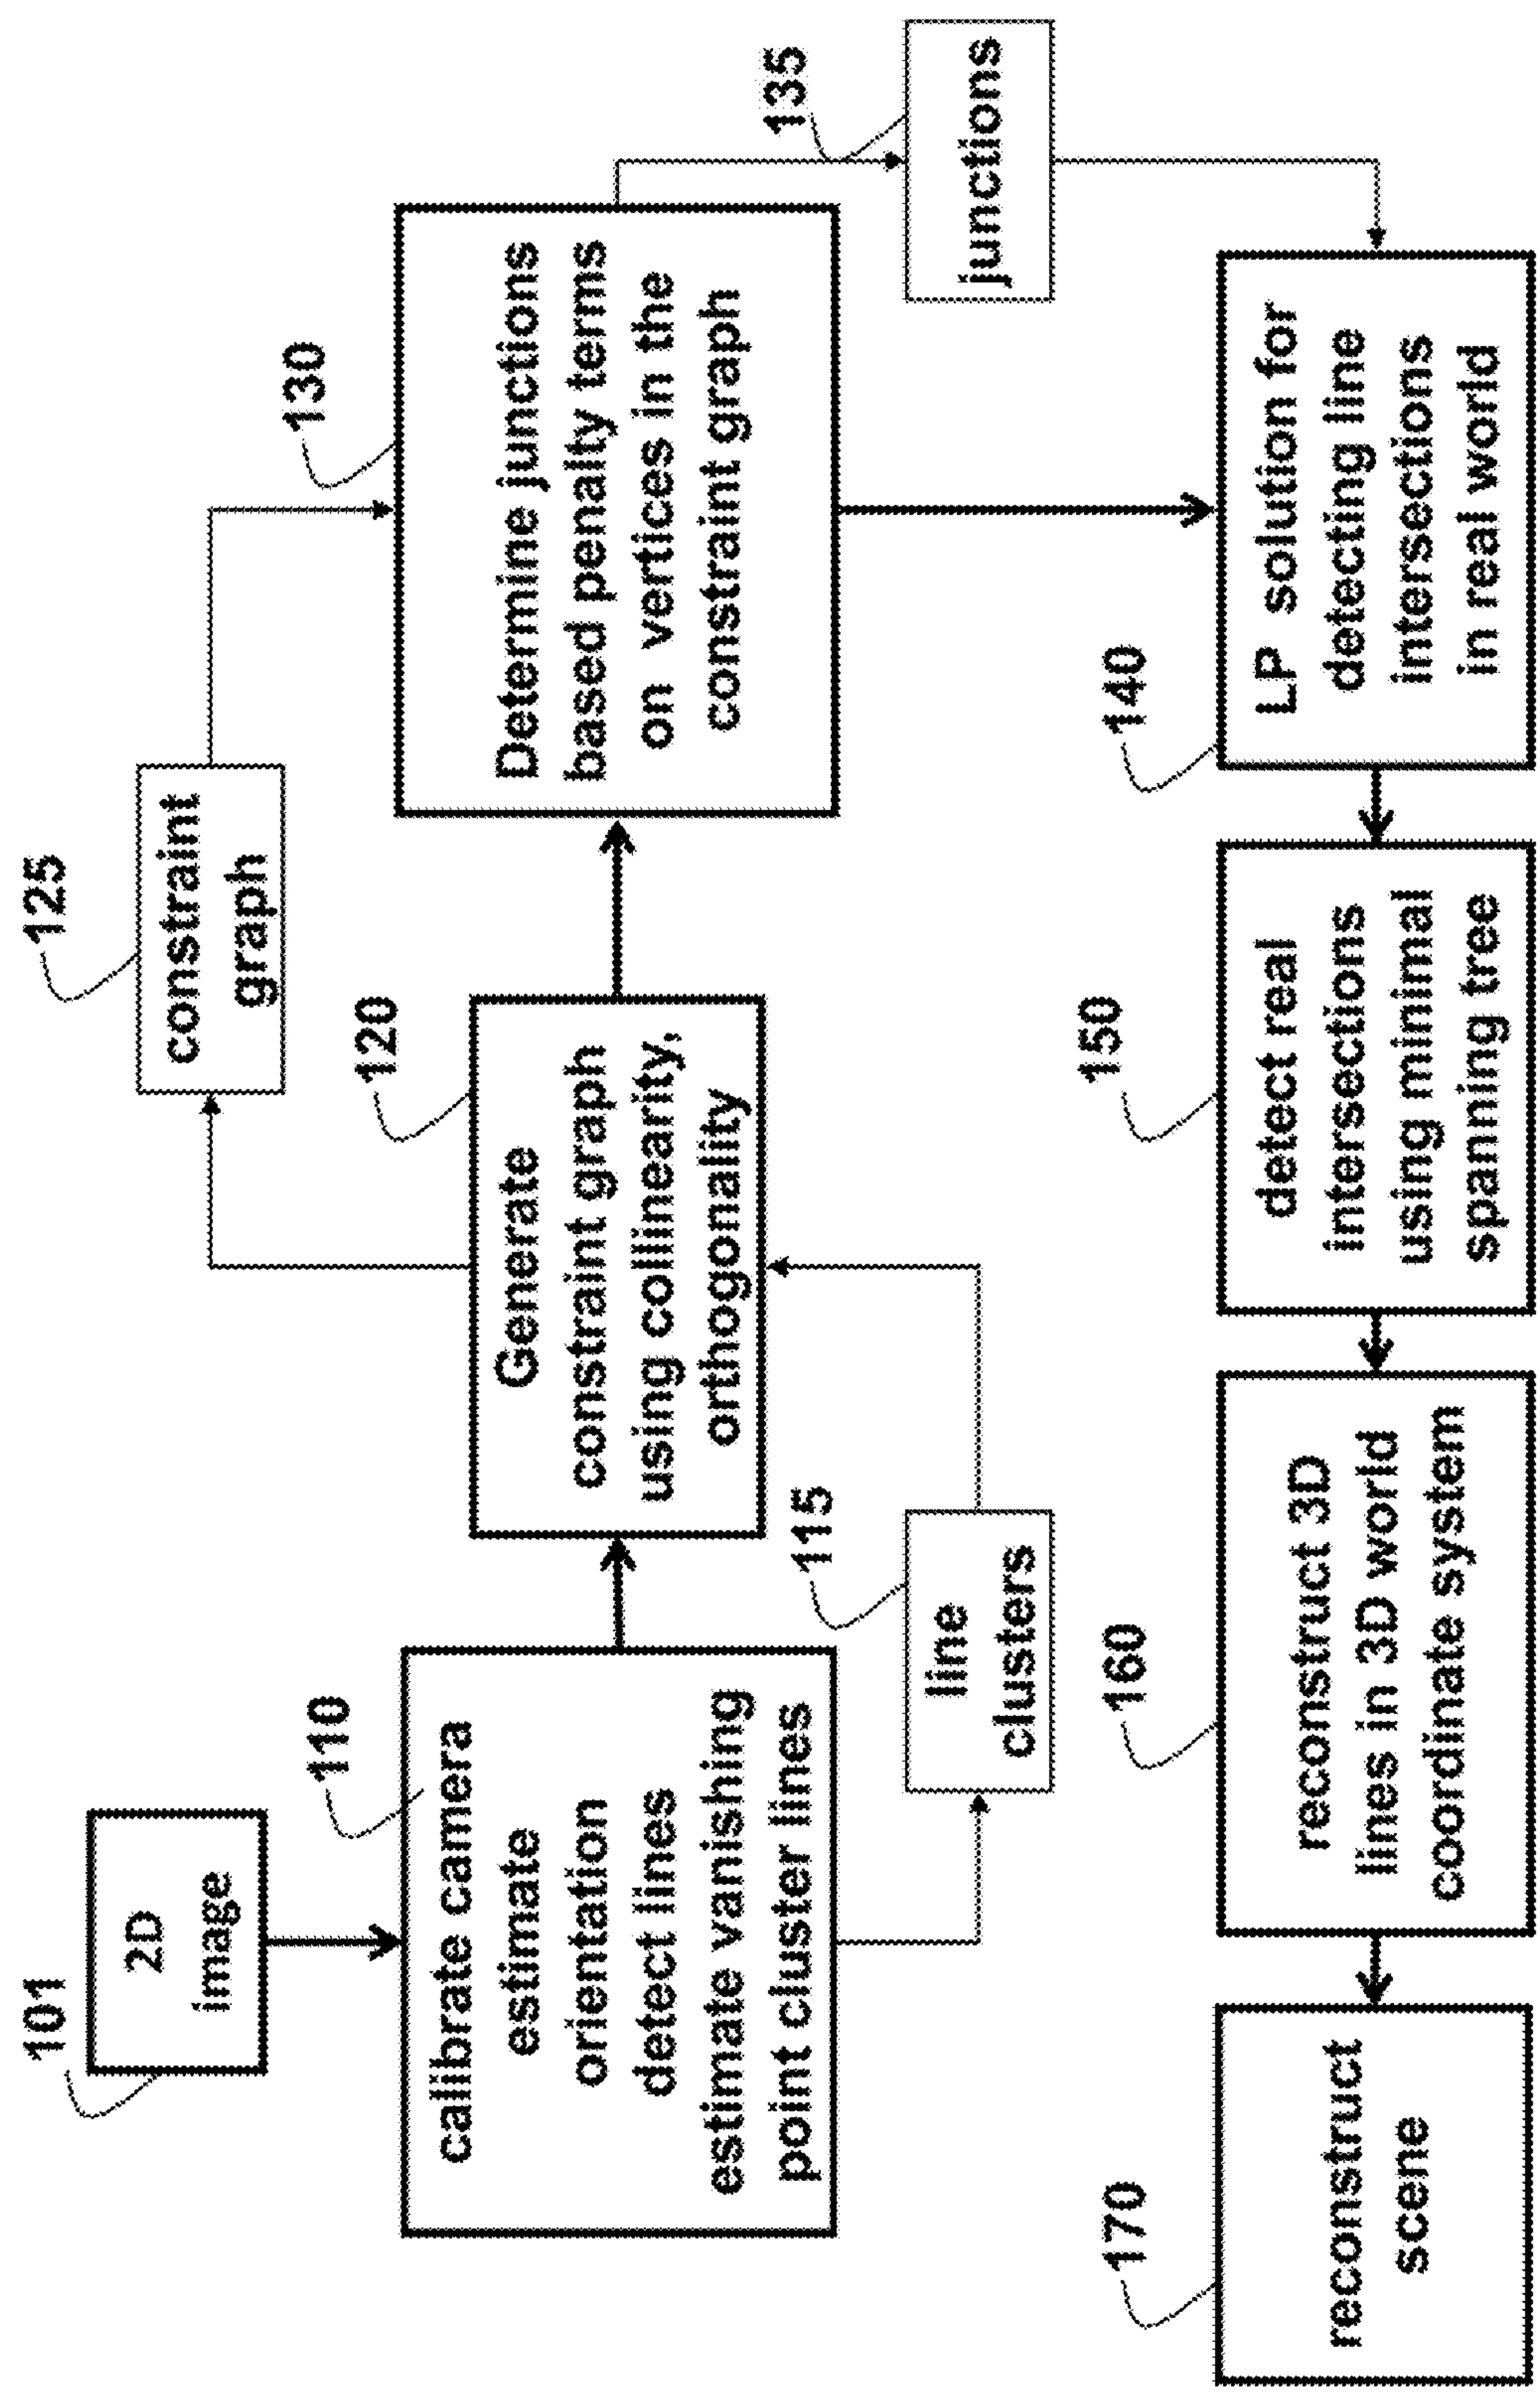 101
2D
image
110
calibrate camera
estimate
orientation
detect lines
estimate vanishing
point cluster lines
115
line
clusters
120
Generate
constraint graph
using collinearity,
orthogonality
125
constraint
graph
130
Determine junctions
based penalty terms
on vertices in the
constraint graph
135
junctions
140
LP solution for
detecting line
intersections
in real world
150
detect real
intersections
using minimal
spanning tree
160
reconstruct 3D
lines in 3D world
coordinate system
170
reconstruct
scene